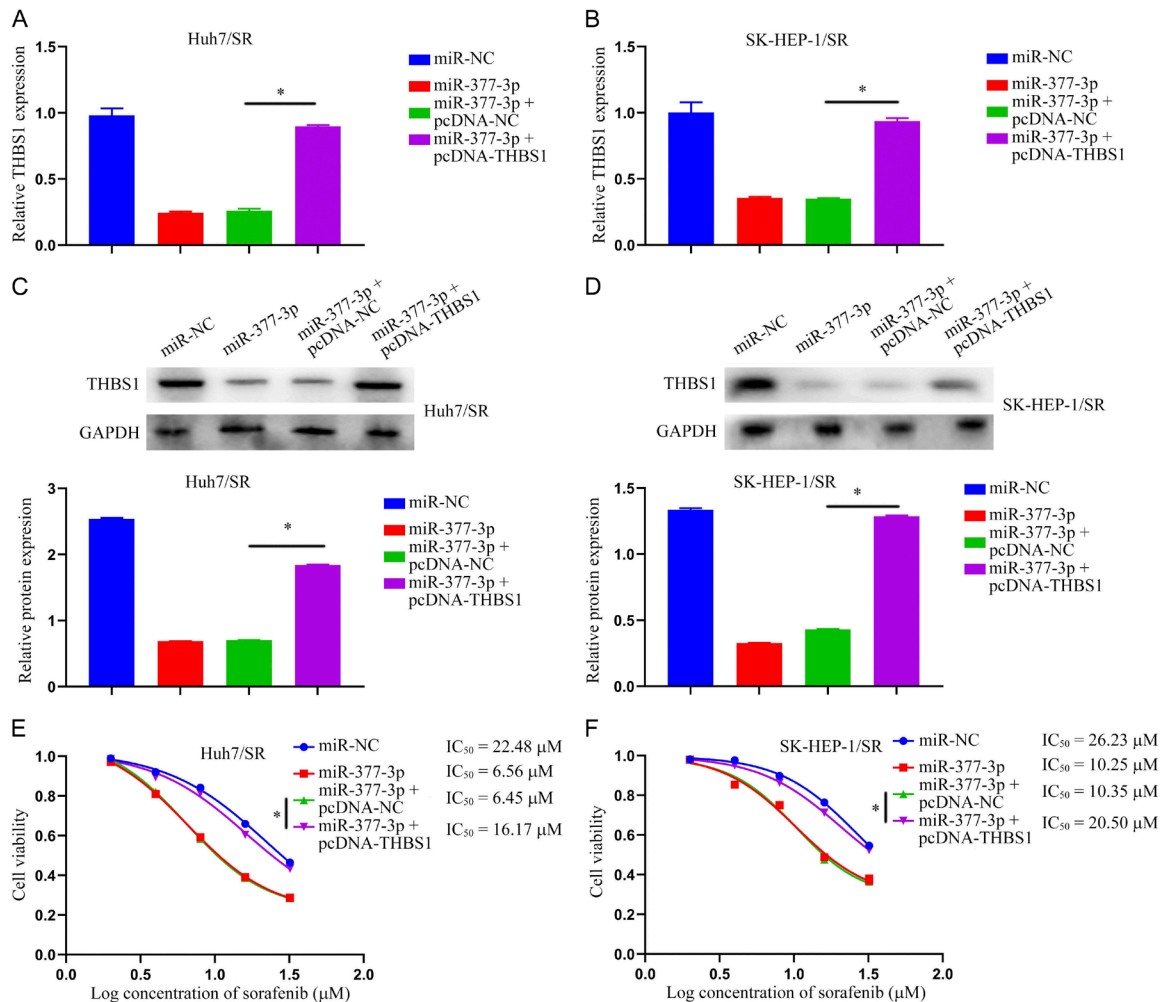 A
Huh7/SR
Relative THBS1 expression
1.5
1.0
0.5
0.0
*
miR-NC
miR-377-3p
miR-377-3p +
pcDNA-NC
miR-377-3p +
pcDNA-THBS1
B
SK-HEP-1/SR
Relative THBS1 expression
1.5
1.0
0.5
0.0
*
miR-NC
miR-377-3p
miR-377-3p +
pcDNA-NC
miR-377-3p +
pcDNA-THBS1
C
miR-NC
miR-377-3p
miR-377-3p +
pcDNA-NC
miR-377-3p +
pcDNA-THBS1
THBS1
GAPDH
Huh7/SR
Huh7/SR
Relative protein expression
3
2
1
0
*
miR-NC
miR-377-3p
miR-377-3p +
pcDNA-NC
miR-377-3p +
pcDNA-THBS1
D
miR-NC
miR-377-3p
miR-377-3p +
pcDNA-NC
miR-377-3p +
pcDNA-THBS1
THBS1
GAPDH
SK-HEP-1/SR
SK-HEP-1/SR
Relative protein expression
1.5
1.0
0.5
0.0
*
miR-NC
miR-377-3p
miR-377-3p +
pcDNA-NC
miR-377-3p +
pcDNA-THBS1
E
Huh7/SR
Cell viability
1.0
0.8
0.6
0.4
0.2
0
0.0 0.5 1.0 1.5 2.0
Log concentration of sorafenib (μM)
*
miR-NC IC50 = 22.48 μM
miR-377-3p IC50 = 6.56 μM
miR-377-3p +
pcDNA-NC IC50 = 6.45 μM
miR-377-3p +
pcDNA-THBS1 IC50 = 16.17 μM
F
SK-HEP-1/SR
Cell viability
1.0
0.8
0.6
0.4
0.2
0.0
0.0 0.5 1.0 1.5 2.0
Log concentration of sorafenib (μM)
*
miR-NC IC50 = 26.23 μM
miR-377-3p IC50 = 10.25 μM
miR-377-3p +
pcDNA-NC IC50 = 10.35 μM
miR-377-3p +
pcDNA-THBS1 IC50 = 20.50 μM